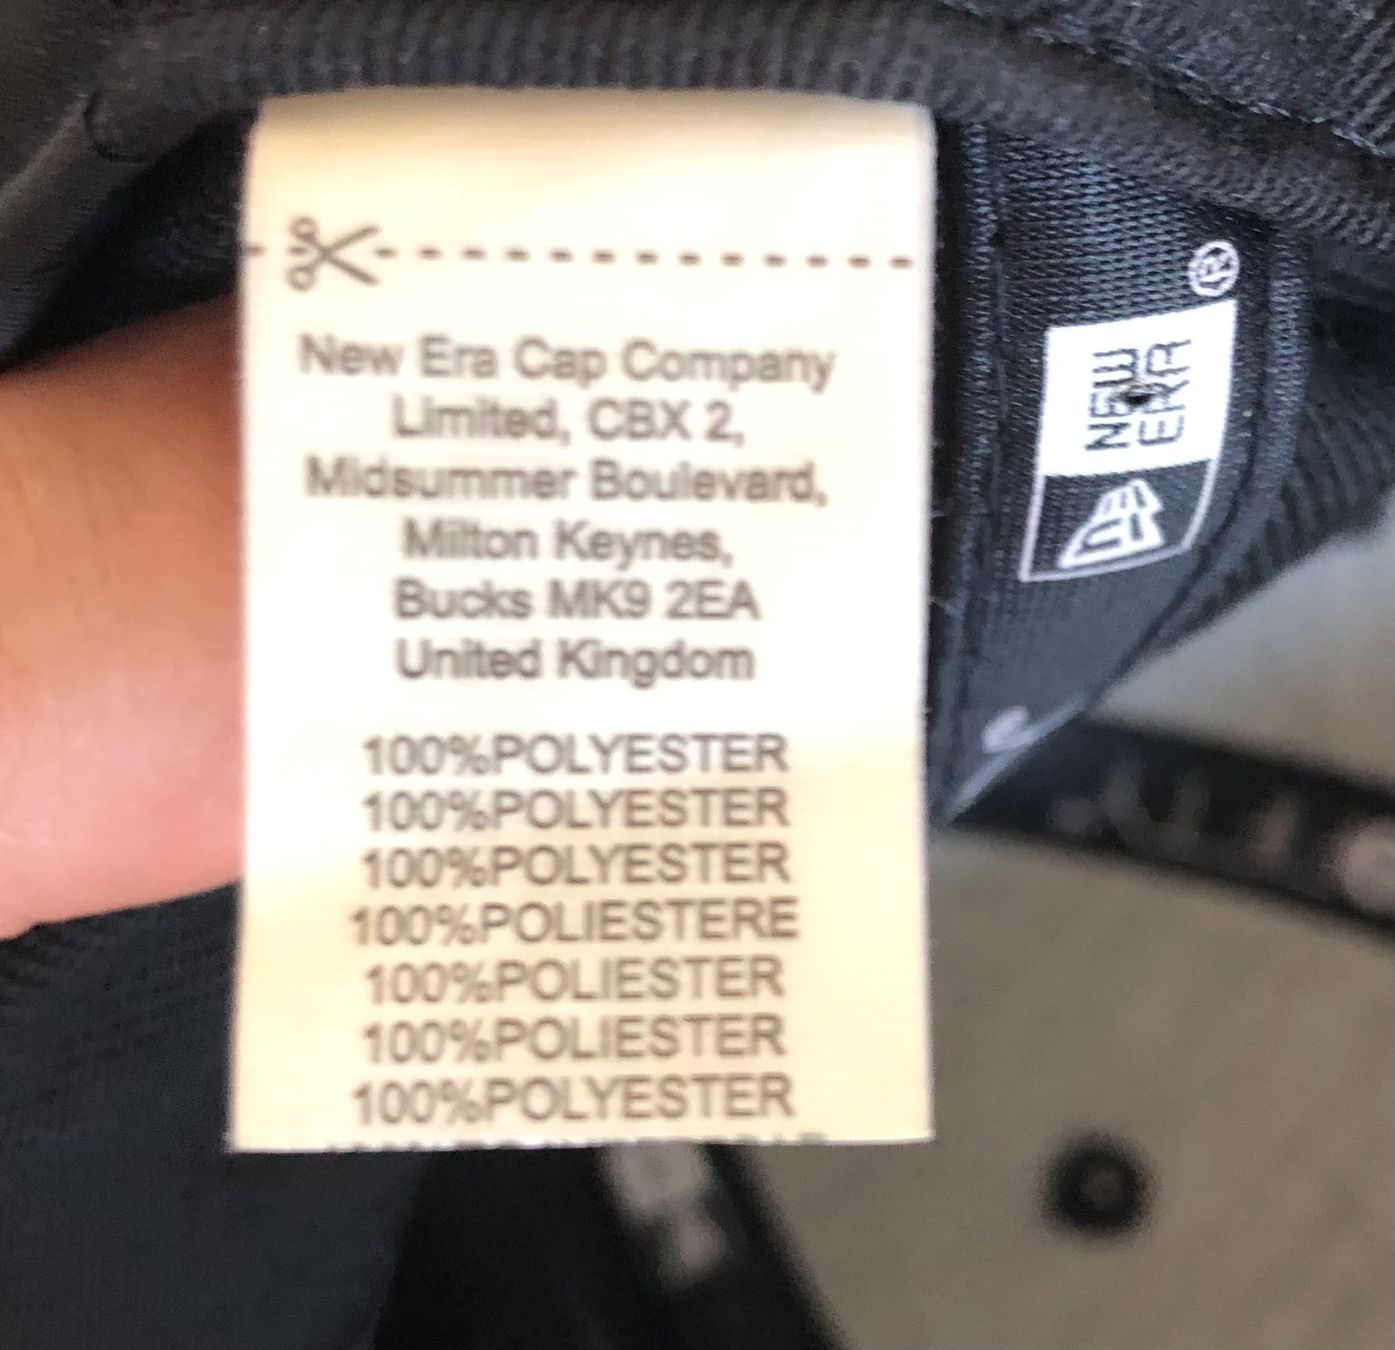 New Era Cap Company
Limited, CBX 2,
Midsummer Boulevard,
Milton Keynes,
Bucks MK9 2EA
United Kingdom
100%POLYESTER
100%POLYESTER
100%POLYESTER
100%POLIESTERE
100%POLIESTER
100%POLIESTER
100%POLYESTER
®
NEW
ERA